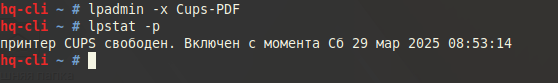 hq-cli ~ # lpadmin -x Cups-PDF
hq-cli ~ # lpstat -p
принтер CUPS свободен. Включен с момента Сб 29 мар 2025 08:53:14
hq-cli ~ #